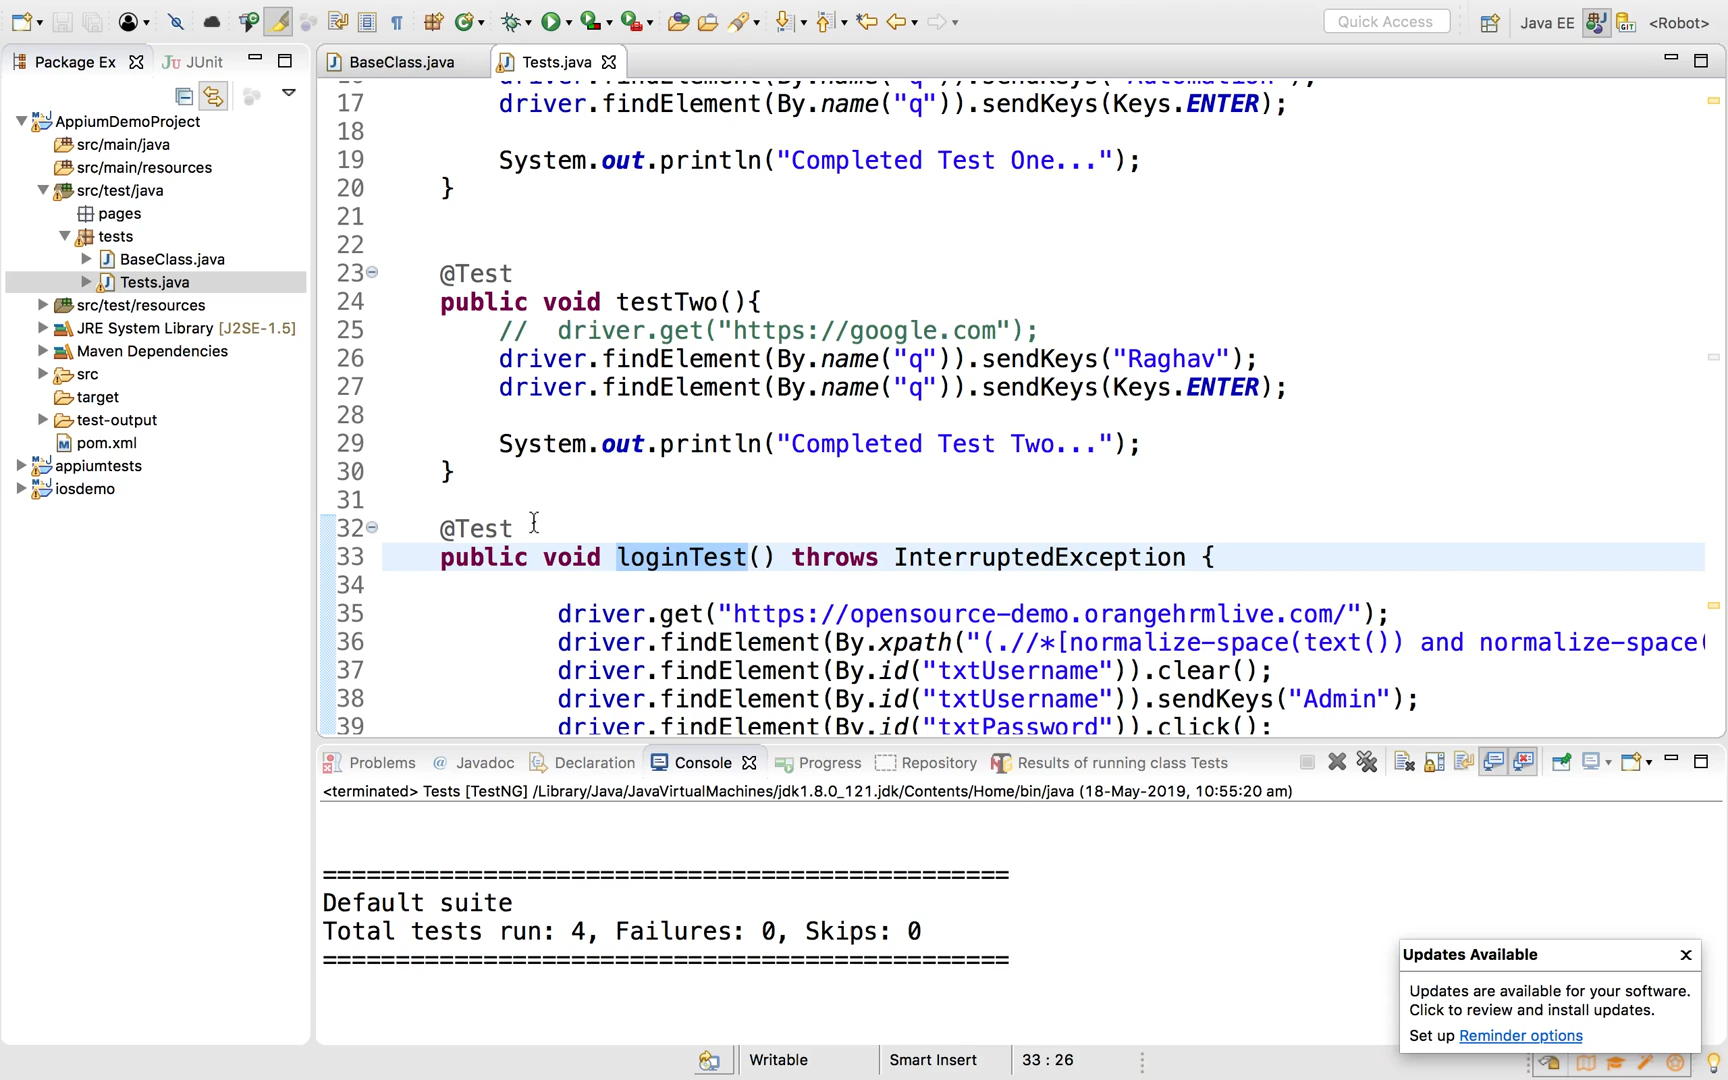 Quick Access
Java EE
<Robot>
Package Ex
JUnit
BaseClass.java
Tests.java
AppiumDemoProject
src/main/java
src/main/resources
src/test/java
pages
tests
BaseClass.java
Tests.java
src/test/resources
JRE System Library [J2SE-1.5]
Maven Dependencies
src
target
test-output
pom.xml
appiumtests
iosdemo
17 driver.findElement(By.name("q")).sendKeys(Keys.ENTER);
18
19 System.out.println("Completed Test One...");
20 }
21
22
23 @Test
24 public void testTwo(){
25 // driver.get("https://google.com");
26 driver.findElement(By.name("q")).sendKeys("Raghav");
27 driver.findElement(By.name("q")).sendKeys(Keys.ENTER);
28
29 System.out.println("Completed Test Two...");
30 }
31
32 @Test
33 public void loginTest() throws InterruptedException {
34
35 driver.get("https://opensource-demo.orangehrmlive.com/");
36 driver.findElement(By.xpath("(.//*[normalize-space(text()) and normalize-space(
37 driver.findElement(By.id("txtUsername")).clear();
38 driver.findElement(By.id("txtUsername")).sendKeys("Admin");
39 driver.findElement(By.id("txtPassword")).click();
Problems
@ Javadoc
Declaration
Console
Progress
Repository
Results of running class Tests
<terminated> Tests [TestNG] /Library/Java/JavaVirtualMachines/jdk1.8.0_121.jdk/Contents/Home/bin/java (18-May-2019, 10:55:20 am)
===============================================
Default suite
Total tests run: 4, Failures: 0, Skips: 0
===============================================
Updates Available
Updates are available for your software.
Click to review and install updates.
Set up Reminder options
Writable
Smart Insert
33 : 26